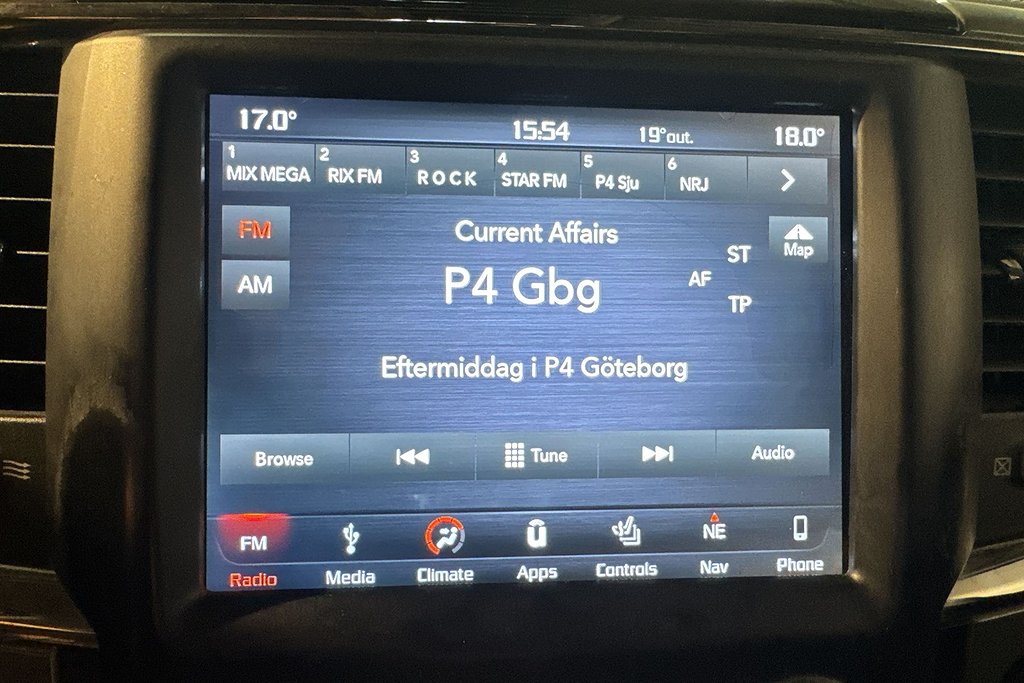 17.0° 15:54 19°out. 18.0°
1 MIX MEGA 2 RIX FM 3 ROCK 4 STAR FM 5 P4 Sju 6 NRJ
FM
AM
Current Affairs
P4 Gbg
Eftermiddag i P4 Göteborg
ST
AF
TP
Map
Browse Tune Audio
FM NE
Radio Media Climate Apps Controls Nav Phone